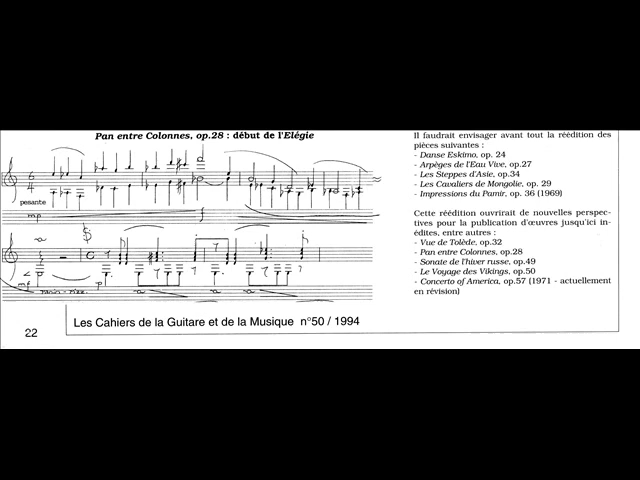 Pan entre Colonnes, op.28 : début de l'Elégie
pesante
mp
f
mf
p
Il faudrait envisager avant tout la réédition des
pièces suivantes :
- Danse Eskimo, op. 24
- Arpèges de l'Eau Vive, op.27
- Les Steppes d'Asie, op.34
- Les Cavaliers de Mongolie, op. 29
- Impressions du Pamir, op. 36 (1969)
Cette réédition ouvrirait de nouvelles perspec-
tives pour la publication d'œuvres jusqu'ici in-
édites, entre autres :
- Vue de Tolède, op.32
- Pan entre Colonnes, op.28
- Sonate de l'hiver russe, op.49
- Le Voyage des Vikings, op.50
- Concerto of America, op.57 (1971 - actuellement
en révision)
Les Cahiers de la Guitare et de la Musique n°50 / 1994
22